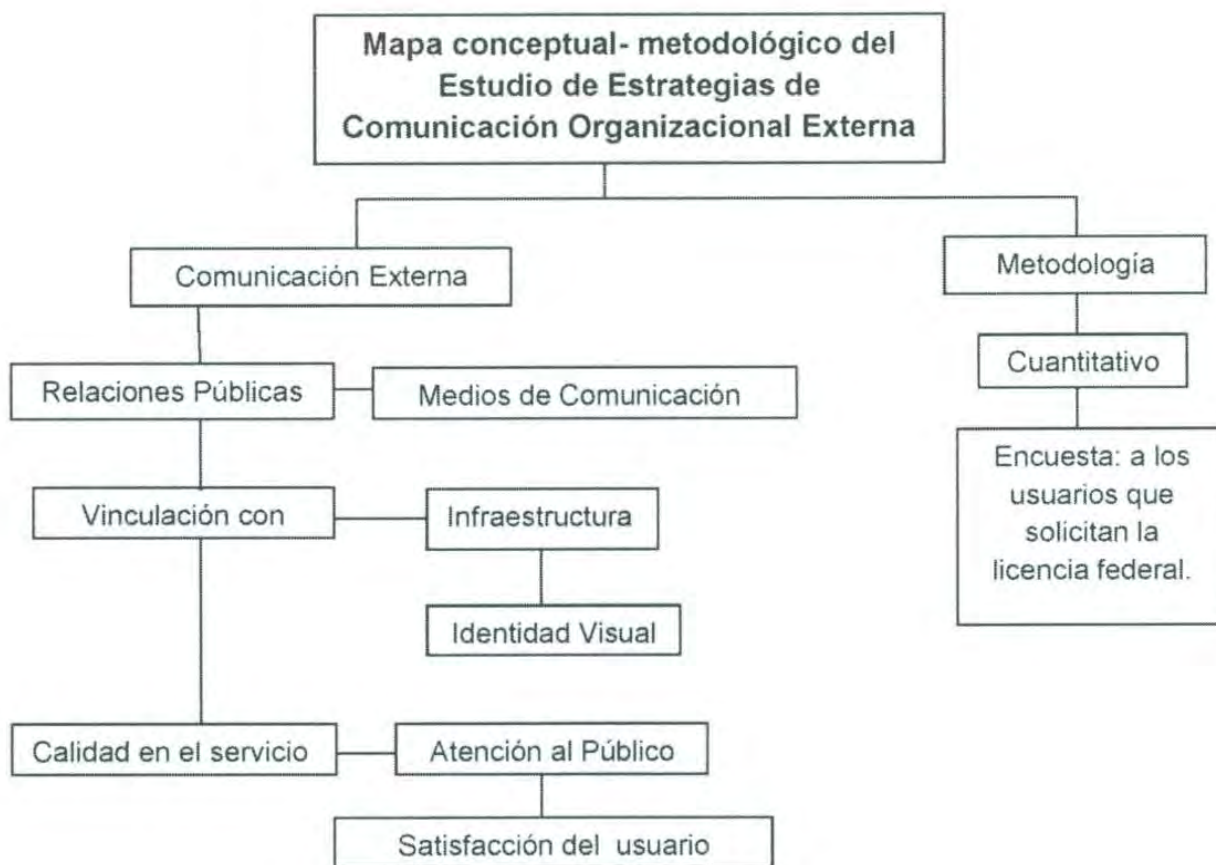 Mapa conceptual- metodológico del
Estudio de Estrategias de
Comunicación Organizacional Externa
Comunicación Externa
Metodología
Relaciones Públicas
Medios de Comunicación
Cuantitativo
Vinculación con
Infraestructura
Encuesta: a los
usuarios que
solicitan la
licencia federal.
Identidad Visual
Calidad en el servicio
Atención al Público
Satisfacción del usuario